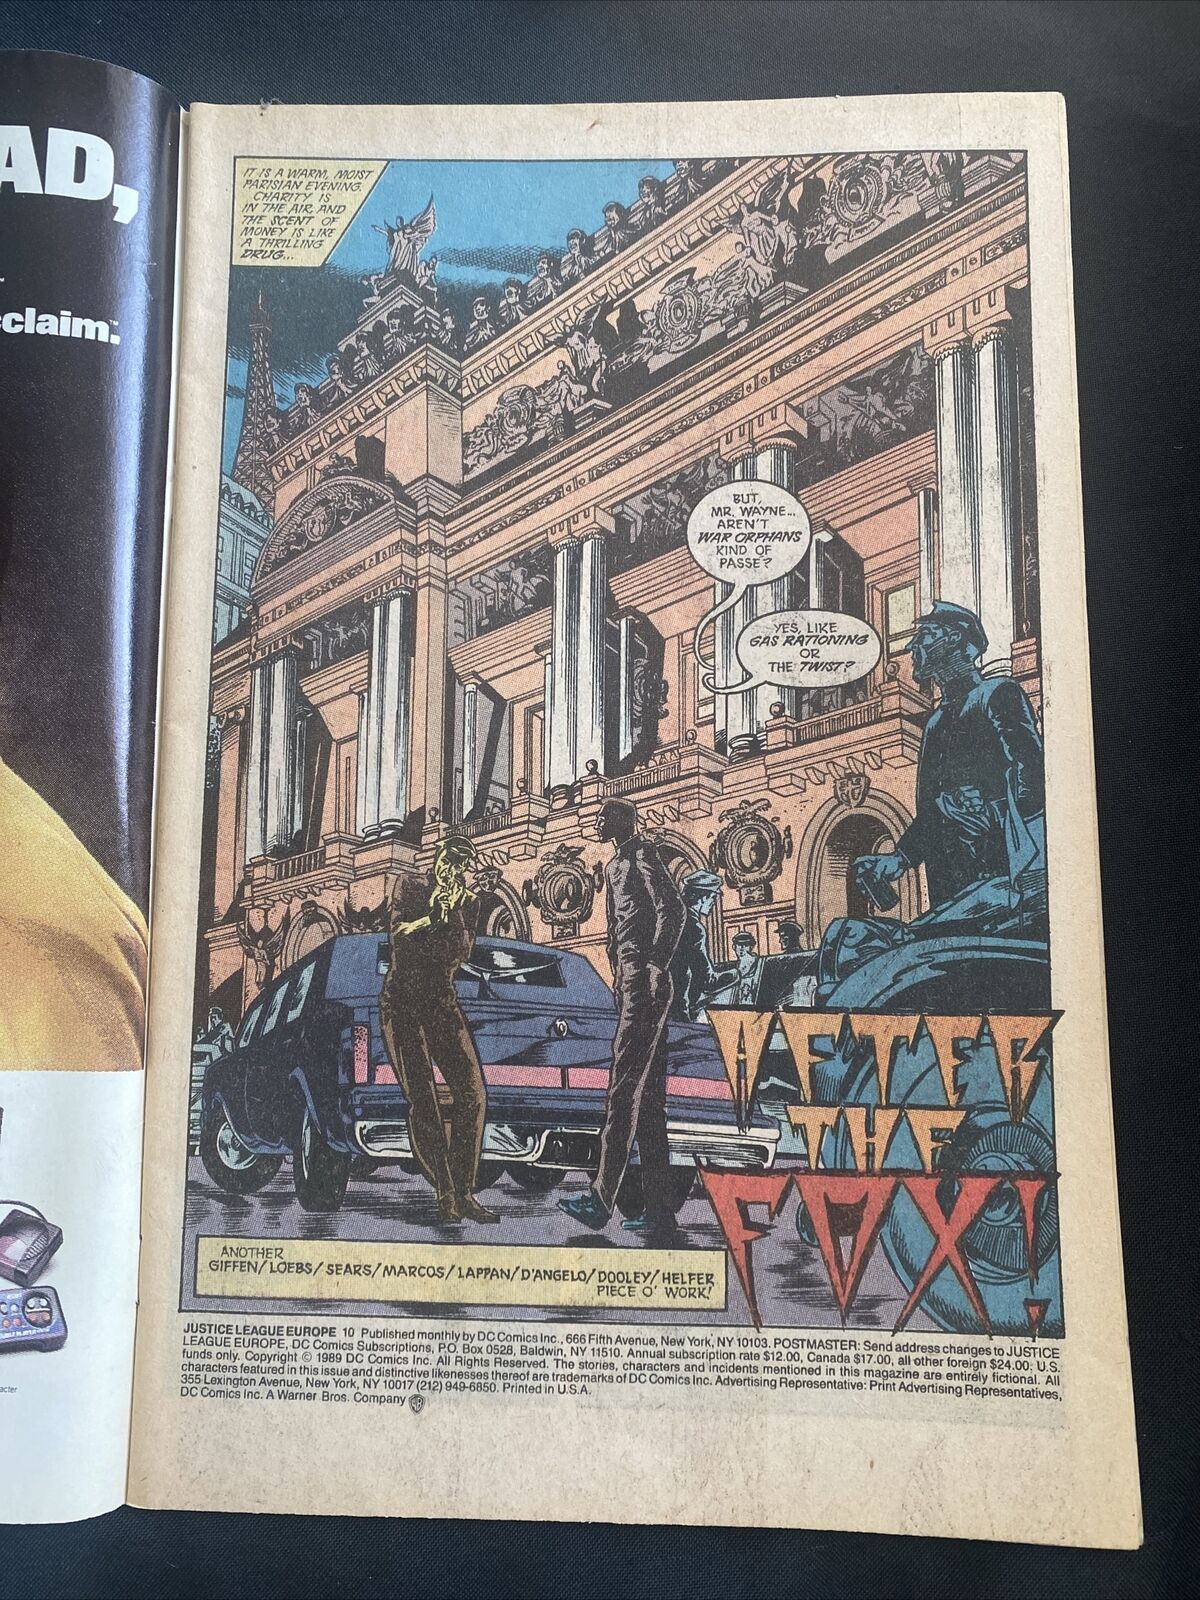 AD,
cclaim.™
acter
IT IS A WARM, MOIST
PARISIAN EVENING.
CHARITY IS
IN THE AIR, AND
THE SCENT OF
MONEY IS LIKE
A THRILLING
DRUG...
BUT,
MR. WAYNE...
AREN'T
WAR ORPHANS
KIND OF
PASSE?
YES, LIKE
GAS RATIONING
OR
THE TWIST?
AFTER
THE
FOX!
ANOTHER
GIFFEN/LOEBS/SEARS/MARCOS/LAPPAN/D'ANGELO/DOOLEY/HELFER
PIECE O' WORK!
JUSTICE LEAGUE EUROPE 10 Published monthly by DC Comics Inc., 666 Fifth Avenue, New York, NY 10103. POSTMASTER: Send address changes to JUSTICE
LEAGUE EUROPE, DC Comics Subscriptions, P.O. Box 0528, Baldwin, NY 11510. Annual subscription rate $12.00, Canada $17.00, all other foreign $24.00. U.S.
funds only. Copyright © 1989 DC Comics Inc. All Rights Reserved. The stories, characters and incidents mentioned in this magazine are entirely fictional. All
characters featured in this issue and distinctive likenesses thereof are trademarks of DC Comics Inc. Advertising Representative: Print Advertising Representatives,
355 Lexington Avenue, New York, NY 10017 (212) 949-6850. Printed in U.S.A.
DC Comics Inc. A Warner Bros. Company